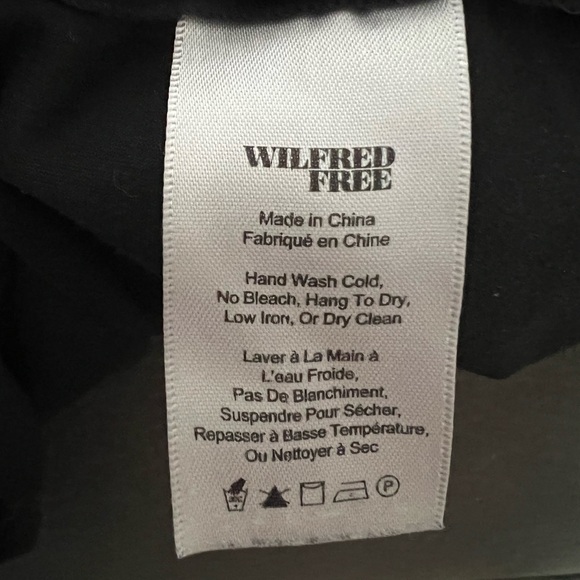 WILFRED
FREE
Made in China
Fabriqué en Chine
Hand Wash Cold,
No Bleach, Hang To Dry,
Low Iron, Or Dry Clean
Laver à La Main à
L'eau Froide,
Pas De Blanchiment,
Suspendre Pour Sécher,
Repasser à Basse Température,
Ou Nettoyer à Sec
P